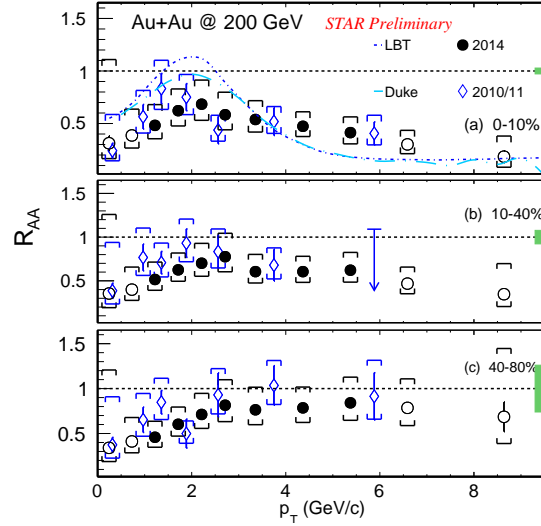 Au+Au @ 200 GeV
STAR Preliminary
LBT
2014
Duke
2010/11
(a) 0-10%
(b) 10-40%
(c) 40-80%
R_AA
1.5
1
0.5
1.5
1
0.5
1.5
1
0.5
0 2 4 6 8
p_T (GeV/c)